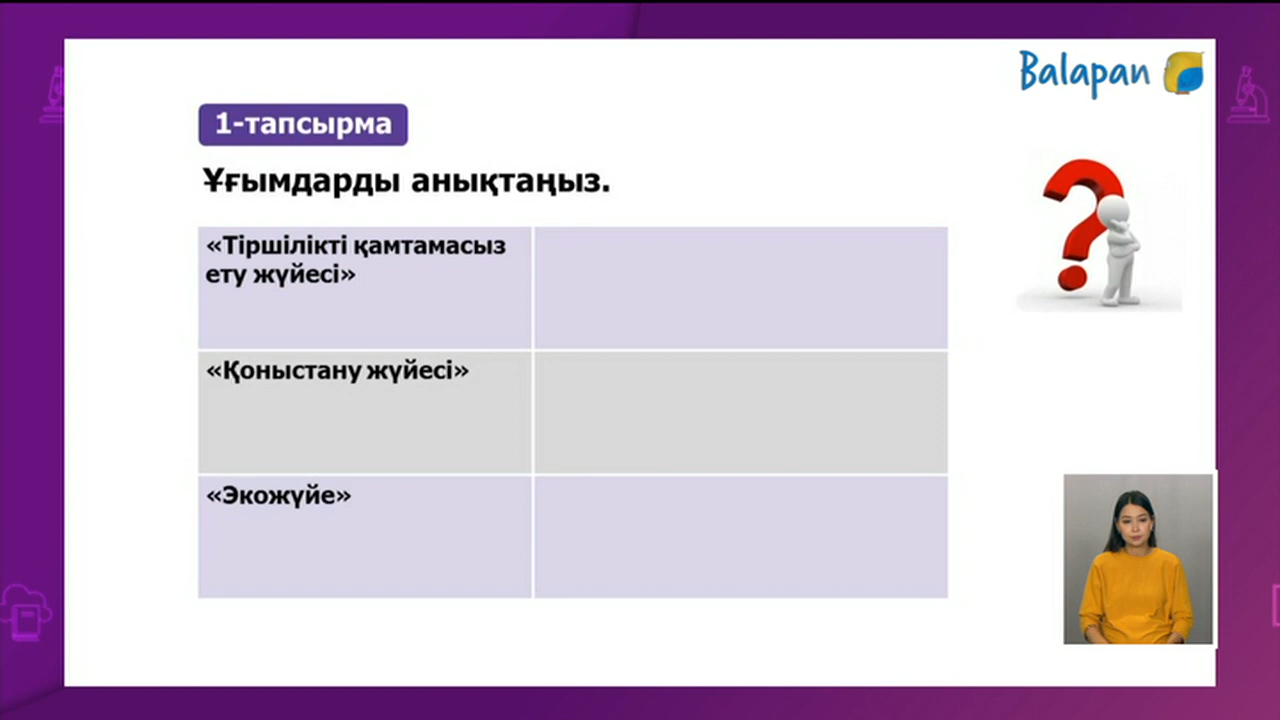 Balapan
1-тапсырма
Ұғымдарды анықтаңыз.
«Тіршілікті қамтамасыз
ету жүйесі»
«Қоныстану жүйесі»
«Экожүйе»